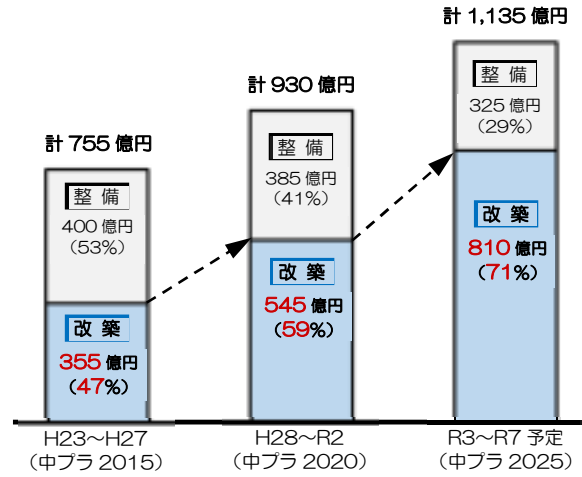 計 755 億円
整 備
400 億円
(53%)
改 築
355 億円
(47%)
H23～H27
(中プラ 2015)
計 930 億円
整 備
385 億円
(41%)
改 築
545 億円
(59%)
H28～R2
(中プラ 2020)
計 1,135 億円
整 備
325 億円
(29%)
改 築
810 億円
(71%)
R3～R7 予定
(中プラ 2025)